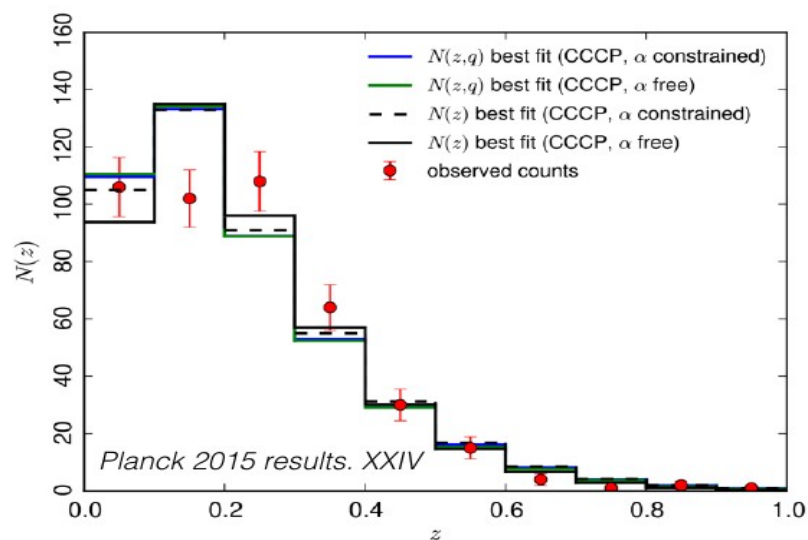 160
140
120
100
80
60
40
20
0
N(z)
N(z,q) best fit (CCCP, α constrained)
N(z,q) best fit (CCCP, α free)
N(z) best fit (CCCP, α constrained)
N(z) best fit (CCCP, α free)
observed counts
Planck 2015 results. XXIV
0.0 0.2 0.4 0.6 0.8 1.0
z